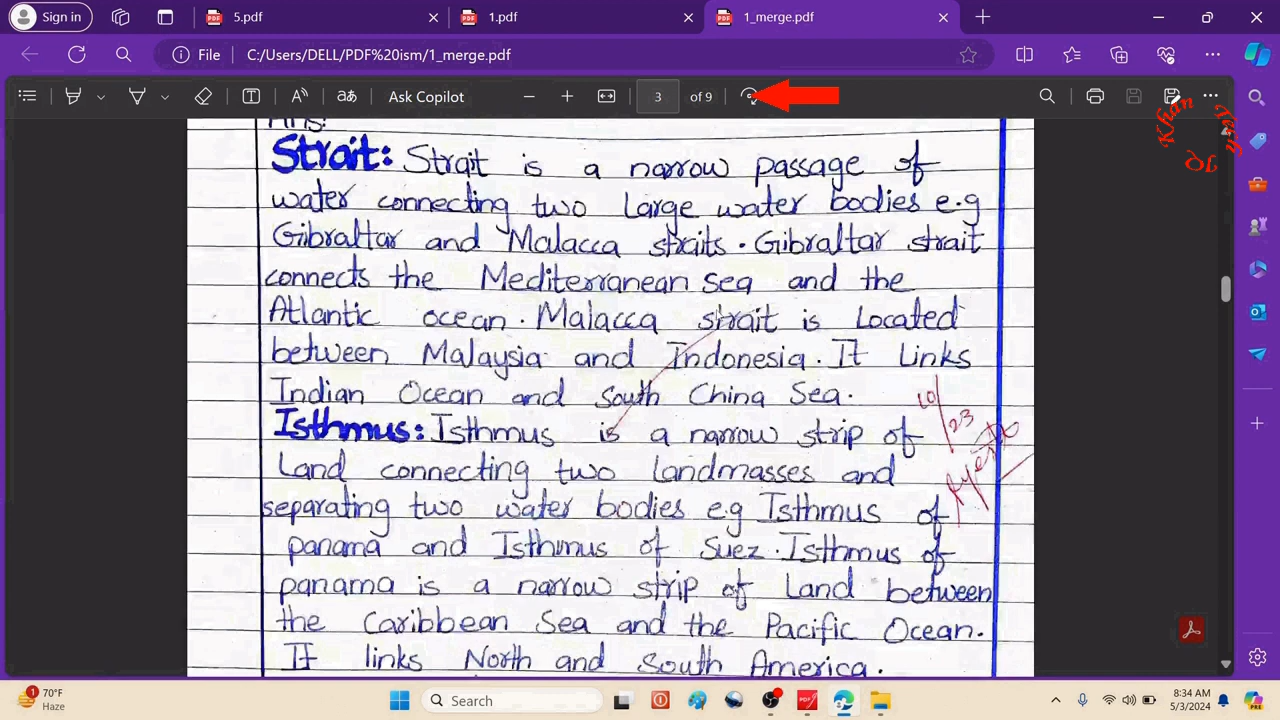 Sign in
5.pdf
1.pdf
1_merge.pdf
File
C:/Users/DELL/PDF%20ism/1_merge.pdf
Ask Copilot
3
of 9
Khan
Tech
Ans:
Strait: Strait is a narrow passage of
water connecting two Large water bodies e.g
Gibraltar and Malacca straits. Gibraltar strait
connects the Mediterranean Sea and the
Atlantic ocean. Malacca strait is Located
between Malaysia and Indonesia. It Links
Indian Ocean and South China Sea.
Isthmus: Isthmus is a narrow strip of
Land connecting two landmasses and
separating two water bodies e.g Isthmus of
panama and Isthmus of Suez. Isthmus of
panama is a narrow strip of Land between
the Caribbean Sea and the Pacific Ocean.
It links North and South America.
1
70°F
Haze
Search
8:34 AM
5/3/2024